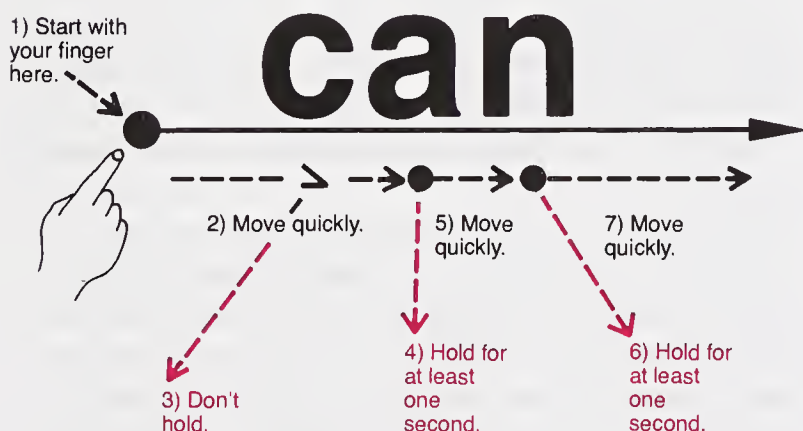 can
1) Start with
your finger
here.
2) Move quickly.
3) Don't
hold.
4) Hold for
at least
one
second.
5) Move
quickly.
6) Hold for
at least
one
second.
7) Move
quickly.